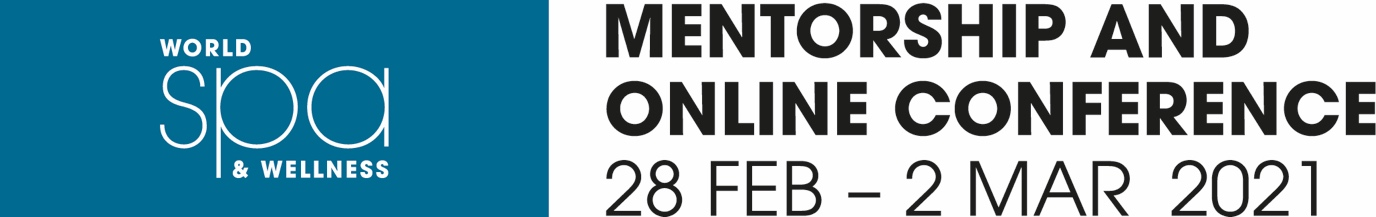 WORLD
spa
& WELLNESS
MENTORSHIP AND
ONLINE CONFERENCE
28 FEB – 2 MAR 2021